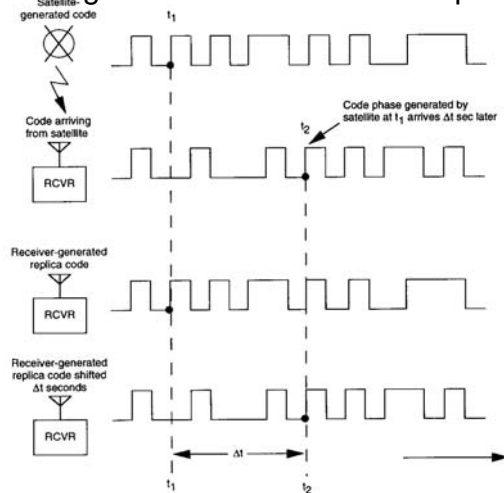 Satellite-
generated code
t₁
Code phase generated by
satellite at t₁ arrives Δt sec later
Code arriving
from satellite
t₂
RCVR
Receiver-generated
replica code
RCVR
Receiver-generated
replica code shifted
Δt seconds
RCVR
Δt
t₁
t₂